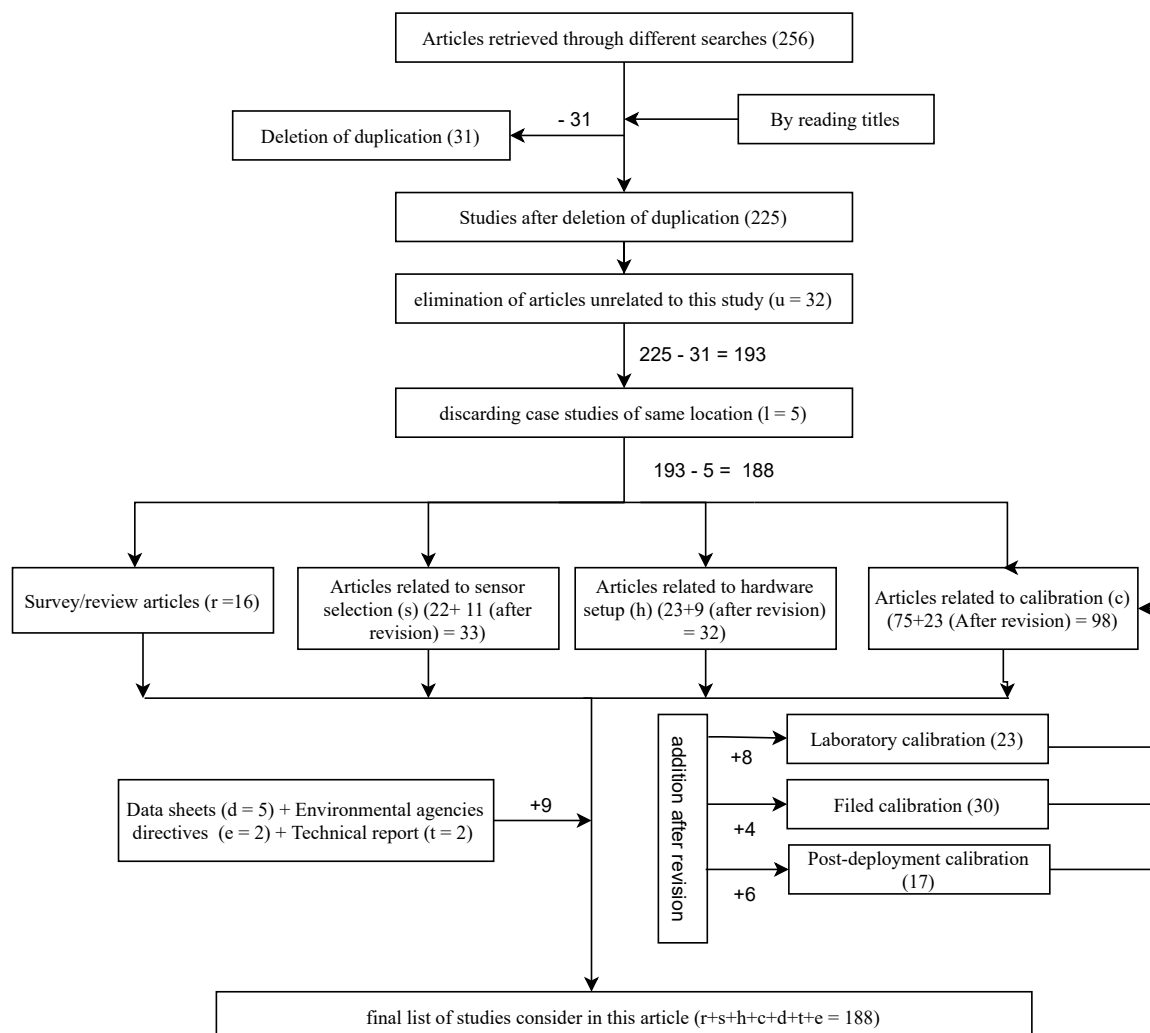 Articles retrieved through different searches (256)
- 31
Deletion of duplication (31)
By reading titles
Studies after deletion of duplication (225)
elimination of articles unrelated to this study (u = 32)
225 - 31 = 193
discarding case studies of same location (l = 5)
193 - 5 =  188
Survey/review articles (r =16)
Articles related to sensor
selection (s) (22+ 11 (after
revision) = 33)
Articles related to hardware
setup (h) (23+9 (after revision)
= 32)
Articles related to calibration (c)
(75+23 (After revision) = 98)
addition after revision
+8
Laboratory calibration (23)
+4
Filed calibration (30)
+6
Post-deployment calibration
(17)
Data sheets (d = 5) + Environmental agencies
directives  (e = 2) + Technical report (t = 2)
+9
final list of studies consider in this article (r+s+h+c+d+t+e = 188)